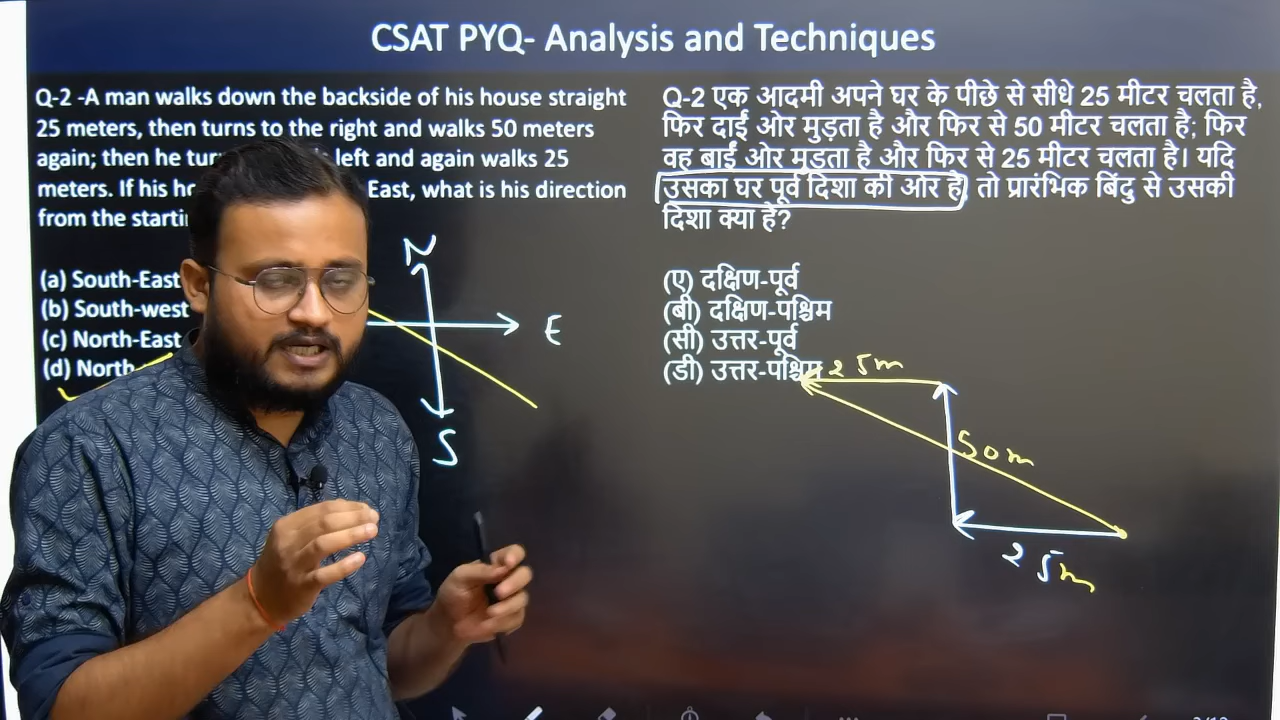 CSAT PYQ- Analysis and Techniques
Q-2 -A man walks down the backside of his house straight
25 meters, then turns to the right and walks 50 meters
again; then he left and again walks 25
meters. If his East, what is his direction
from the
(a) South-East
(b) South-west
(c) North-East
(d) North-
Q-2 एक आदमी अपने घर के पीछे से सीधे 25 मीटर चलता है,
फिर दाईं ओर मुड़ता है और फिर से 50 मीटर चलता है; फिर
वह बाईं ओर मुड़ता है और फिर से 25 मीटर चलता है। यदि
उसका घर पूर्व दिशा की ओर है, तो प्रारंभिक बिंदु से उसकी
दिशा क्या है?
(ए) दक्षिण-पूर्व
(बी) दक्षिण-पश्चिम
(सी) उत्तर-पूर्व
(डी) उत्तर-पश्चिम
N
E
S
25m
50m
25m